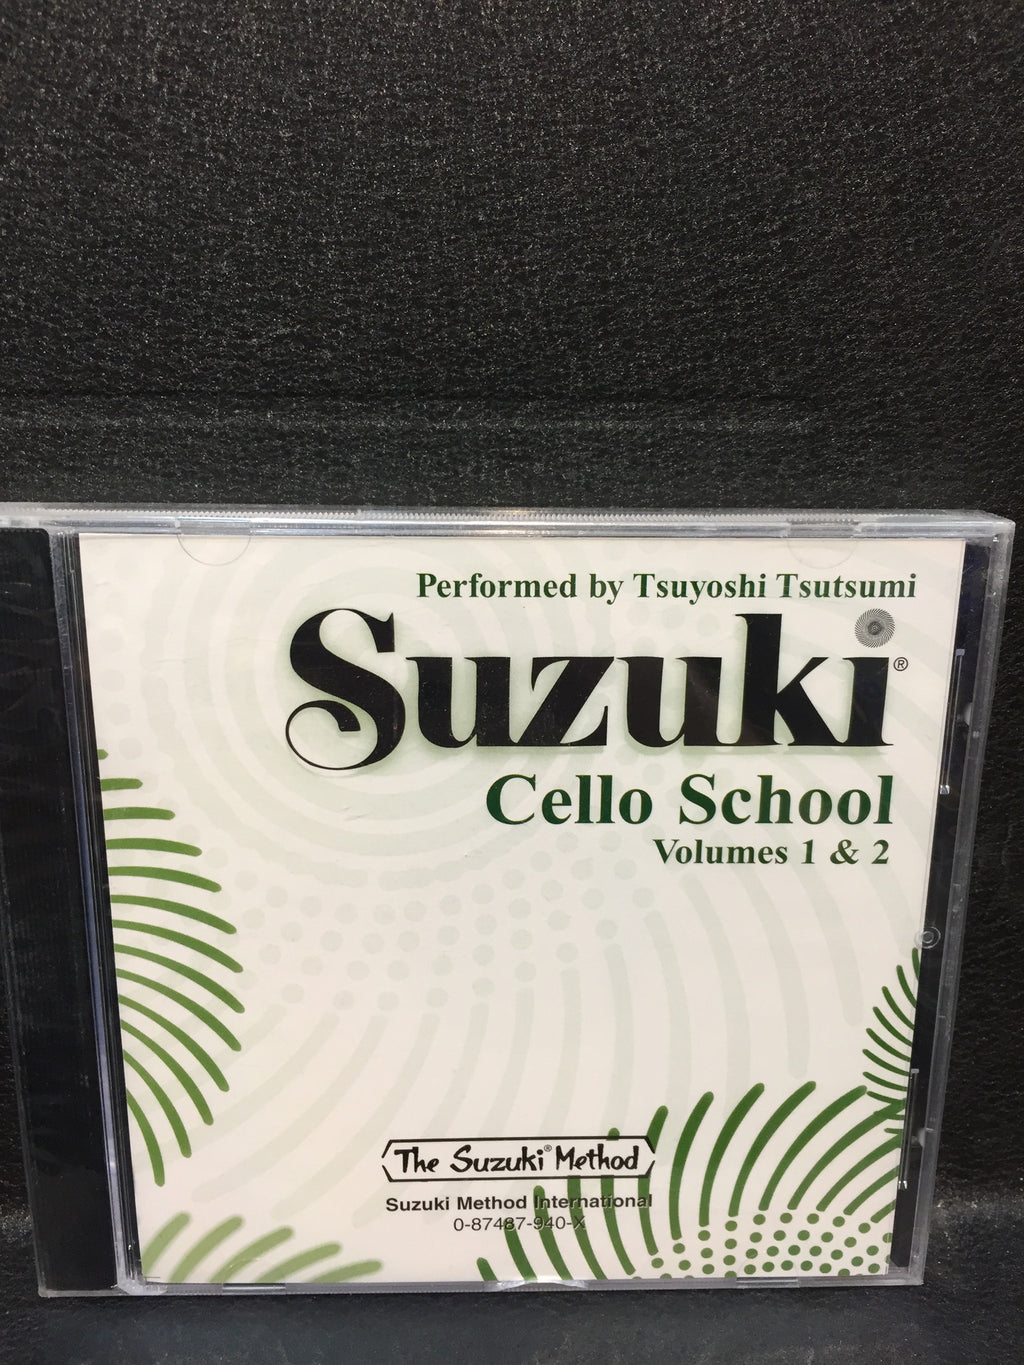 Performed by Tsuyoshi Tsutsumi
Suzuki®
Cello School
Volumes 1 & 2
The Suzuki® Method
Suzuki Method International
0-87487-940-X